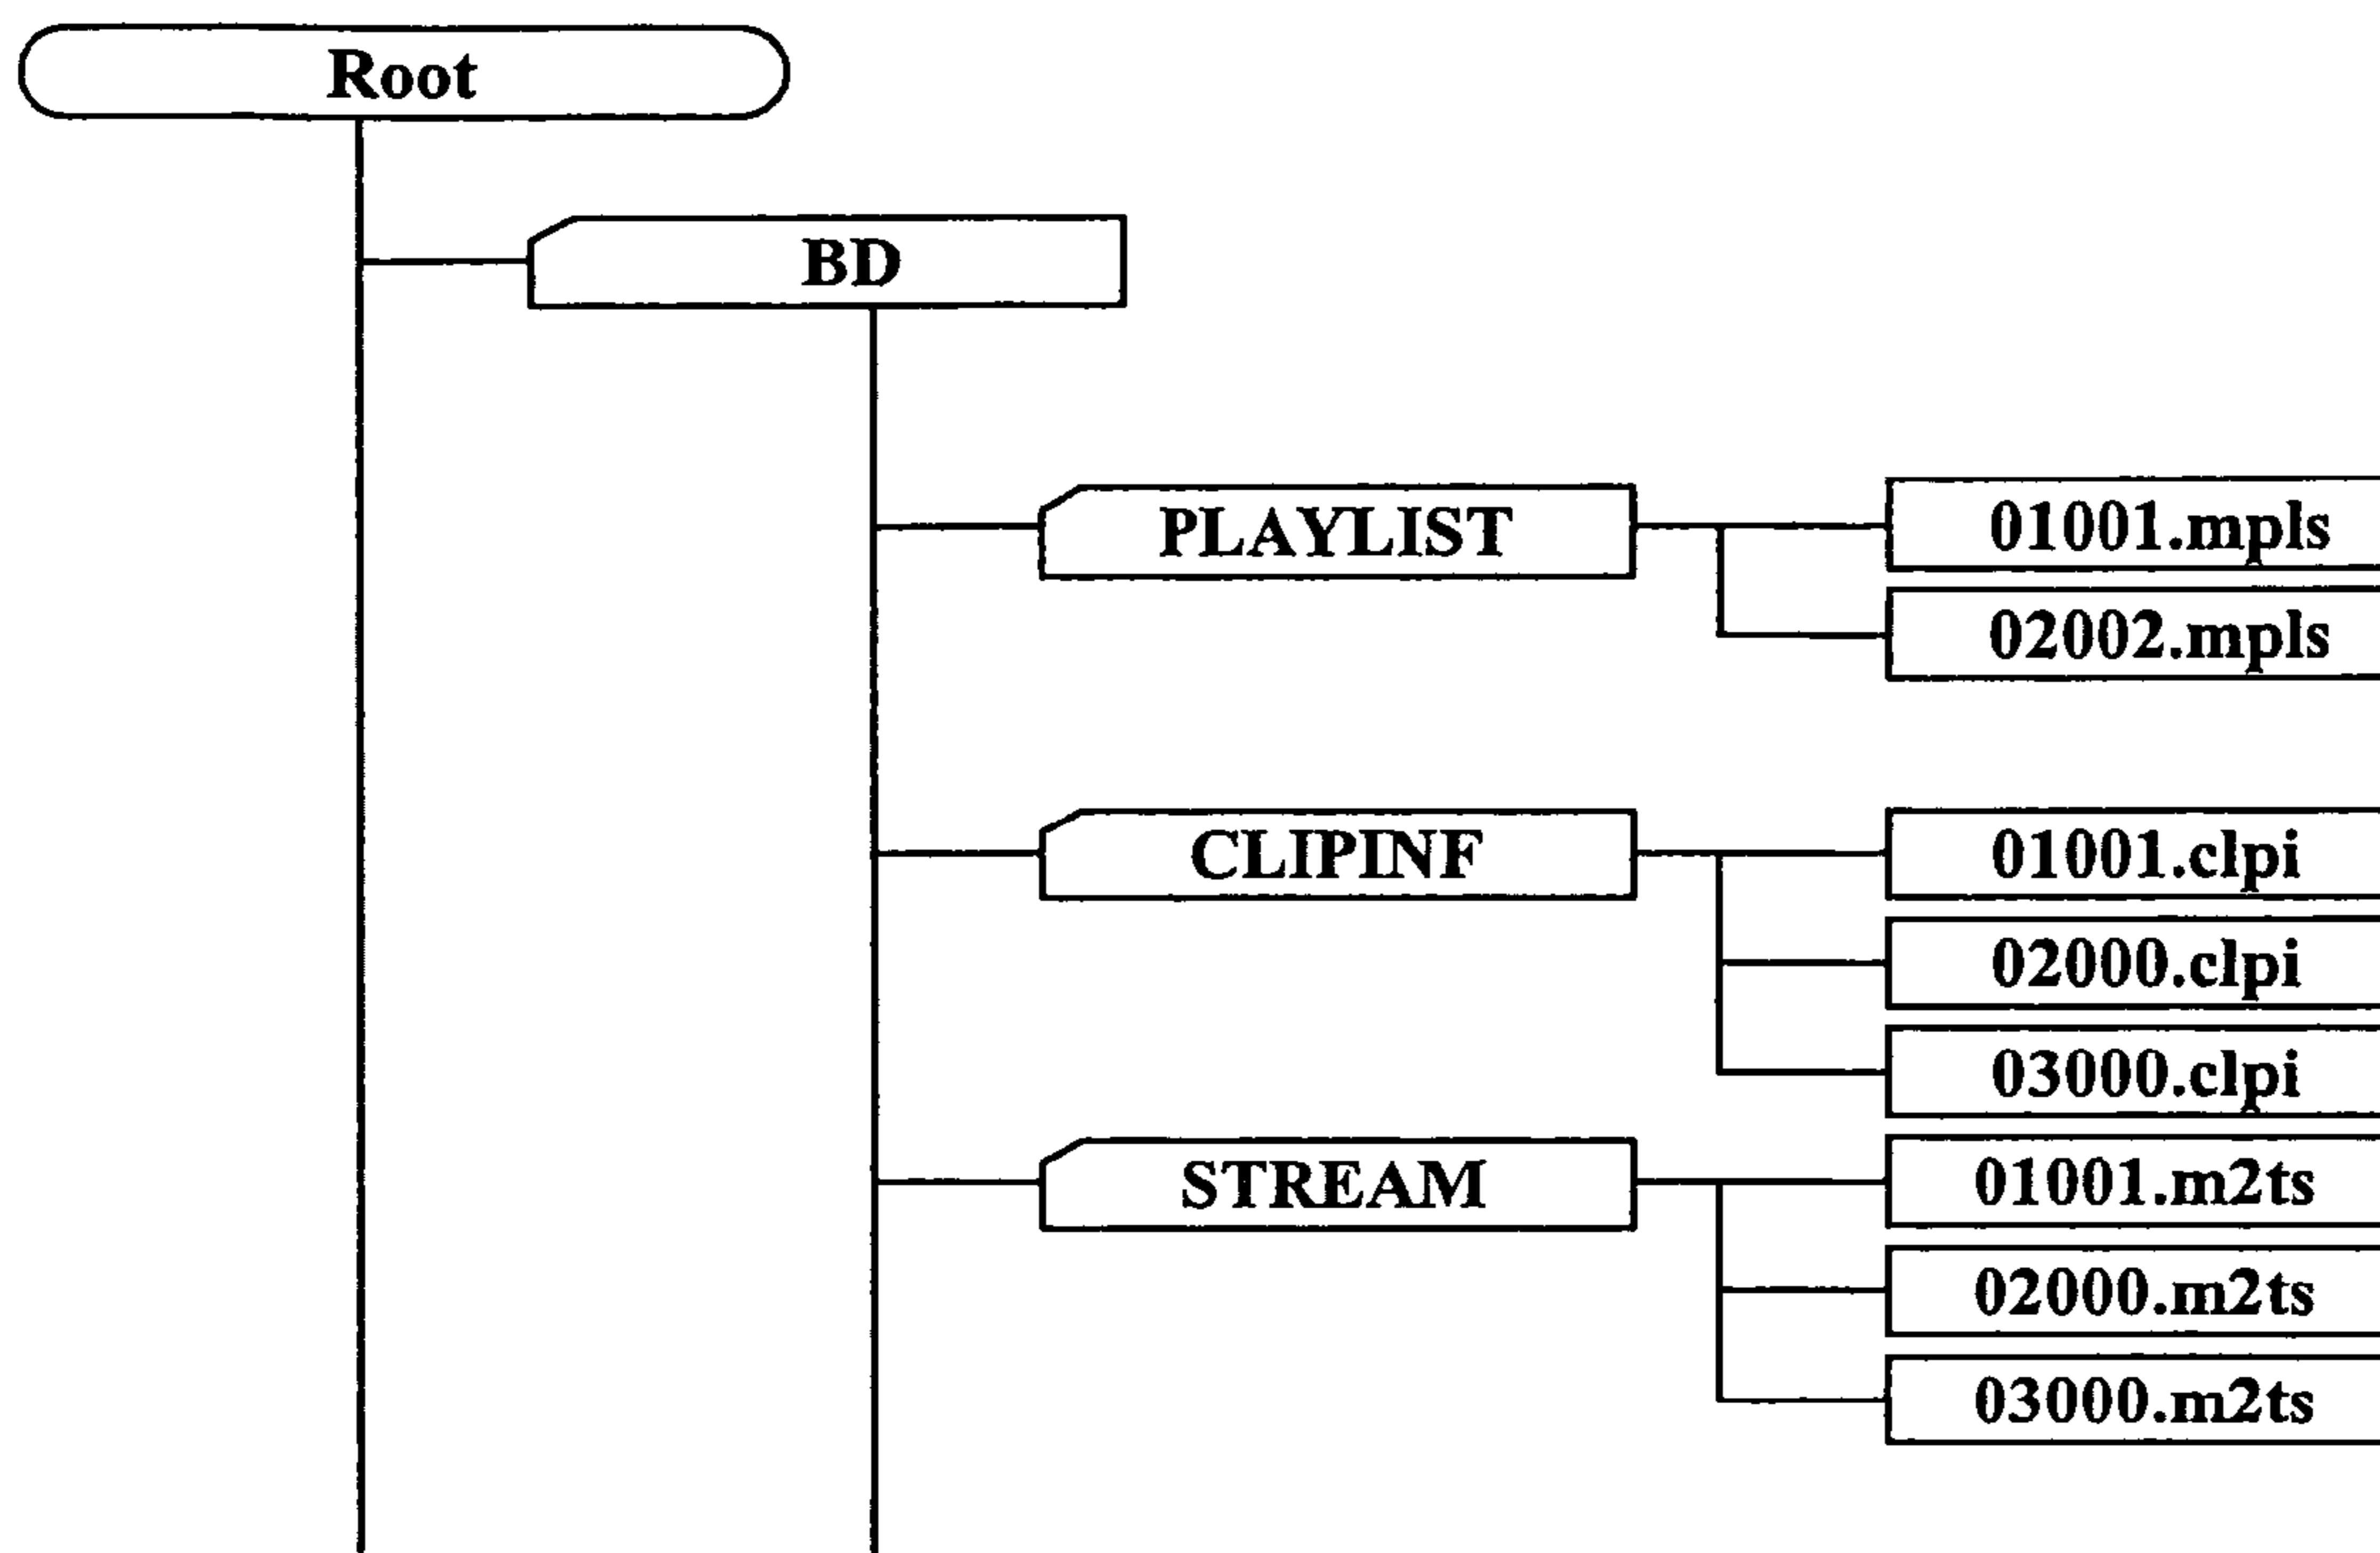 Root
BD
PLAYLIST
01001.mpls
02002.mpls
CLIPINF
01001.clpi
02000.clpi
03000.clpi
STREAM
01001.m2ts
02000.m2ts
03000.m2ts